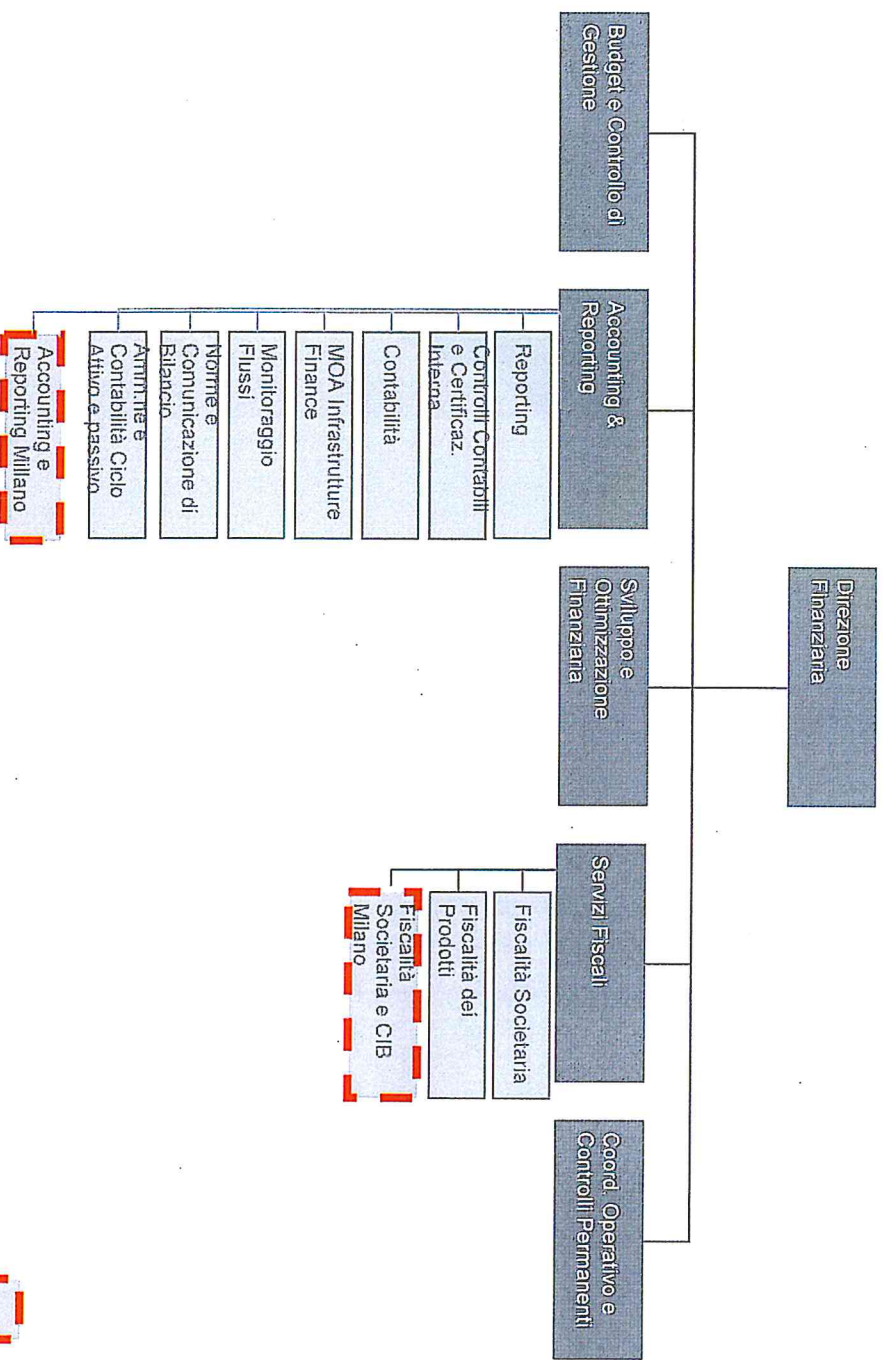 Direzione
Finanziaria
Budget e Controllo di
Gestione
Accounting &
Reporting
Reporting
Controlli Contabili
e Certificaz.
Interna
Contabilità
MOA Infrastrutture
Finance
Monitoraggio
Flussi
Norme e
Comunicazione di
Bilancio
Amm.ne e
Contabilità Ciclo
Attivo e passivo
Accounting e
Reporting Milano
Sviluppo e
Ottimizzazione
Finanziaria
Servizi Fiscali
Fiscalità Societaria
Fiscalità dei
Prodotti
Fiscalità
Societaria e CIB
Milano
Coord. Operativo e
Controlli Permanenti